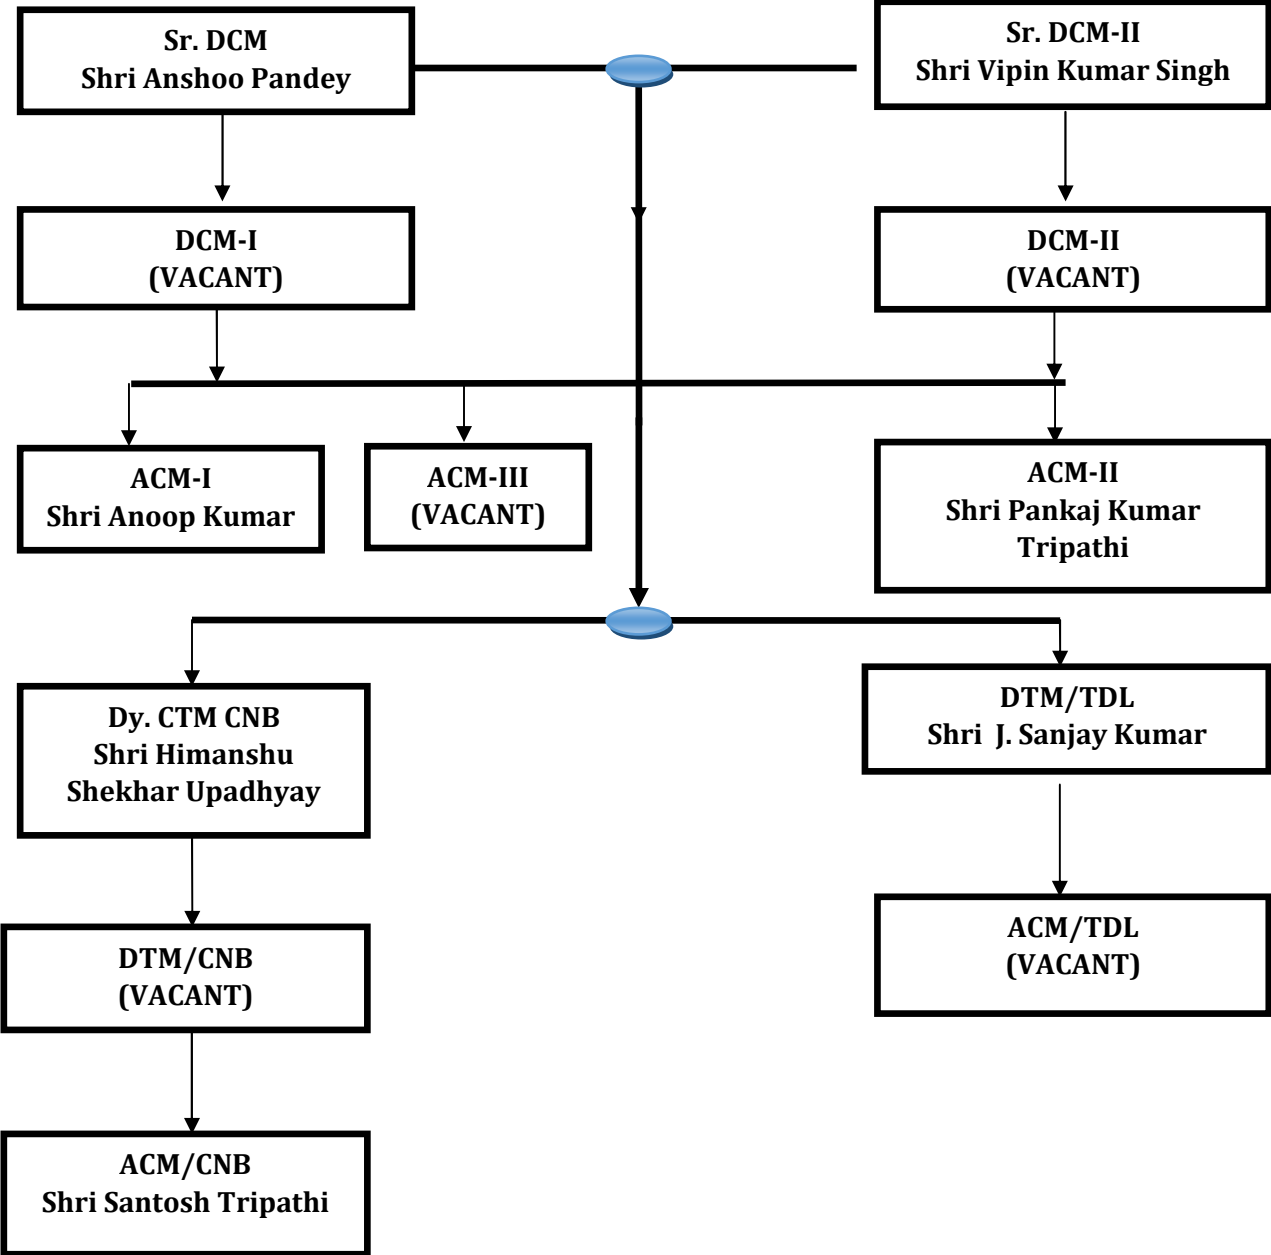 Sr. DCM
Shri Anshoo Pandey
Sr. DCM-II
Shri Vipin Kumar Singh
DCM-I
(VACANT)
DCM-II
(VACANT)
ACM-I
Shri Anoop Kumar
ACM-III
(VACANT)
ACM-II
Shri Pankaj Kumar
Tripathi
Dy. CTM CNB
Shri Himanshu
Shekhar Upadhyay
DTM/TDL
Shri  J. Sanjay Kumar
DTM/CNB
(VACANT)
ACM/TDL
(VACANT)
ACM/CNB
Shri Santosh Tripathi